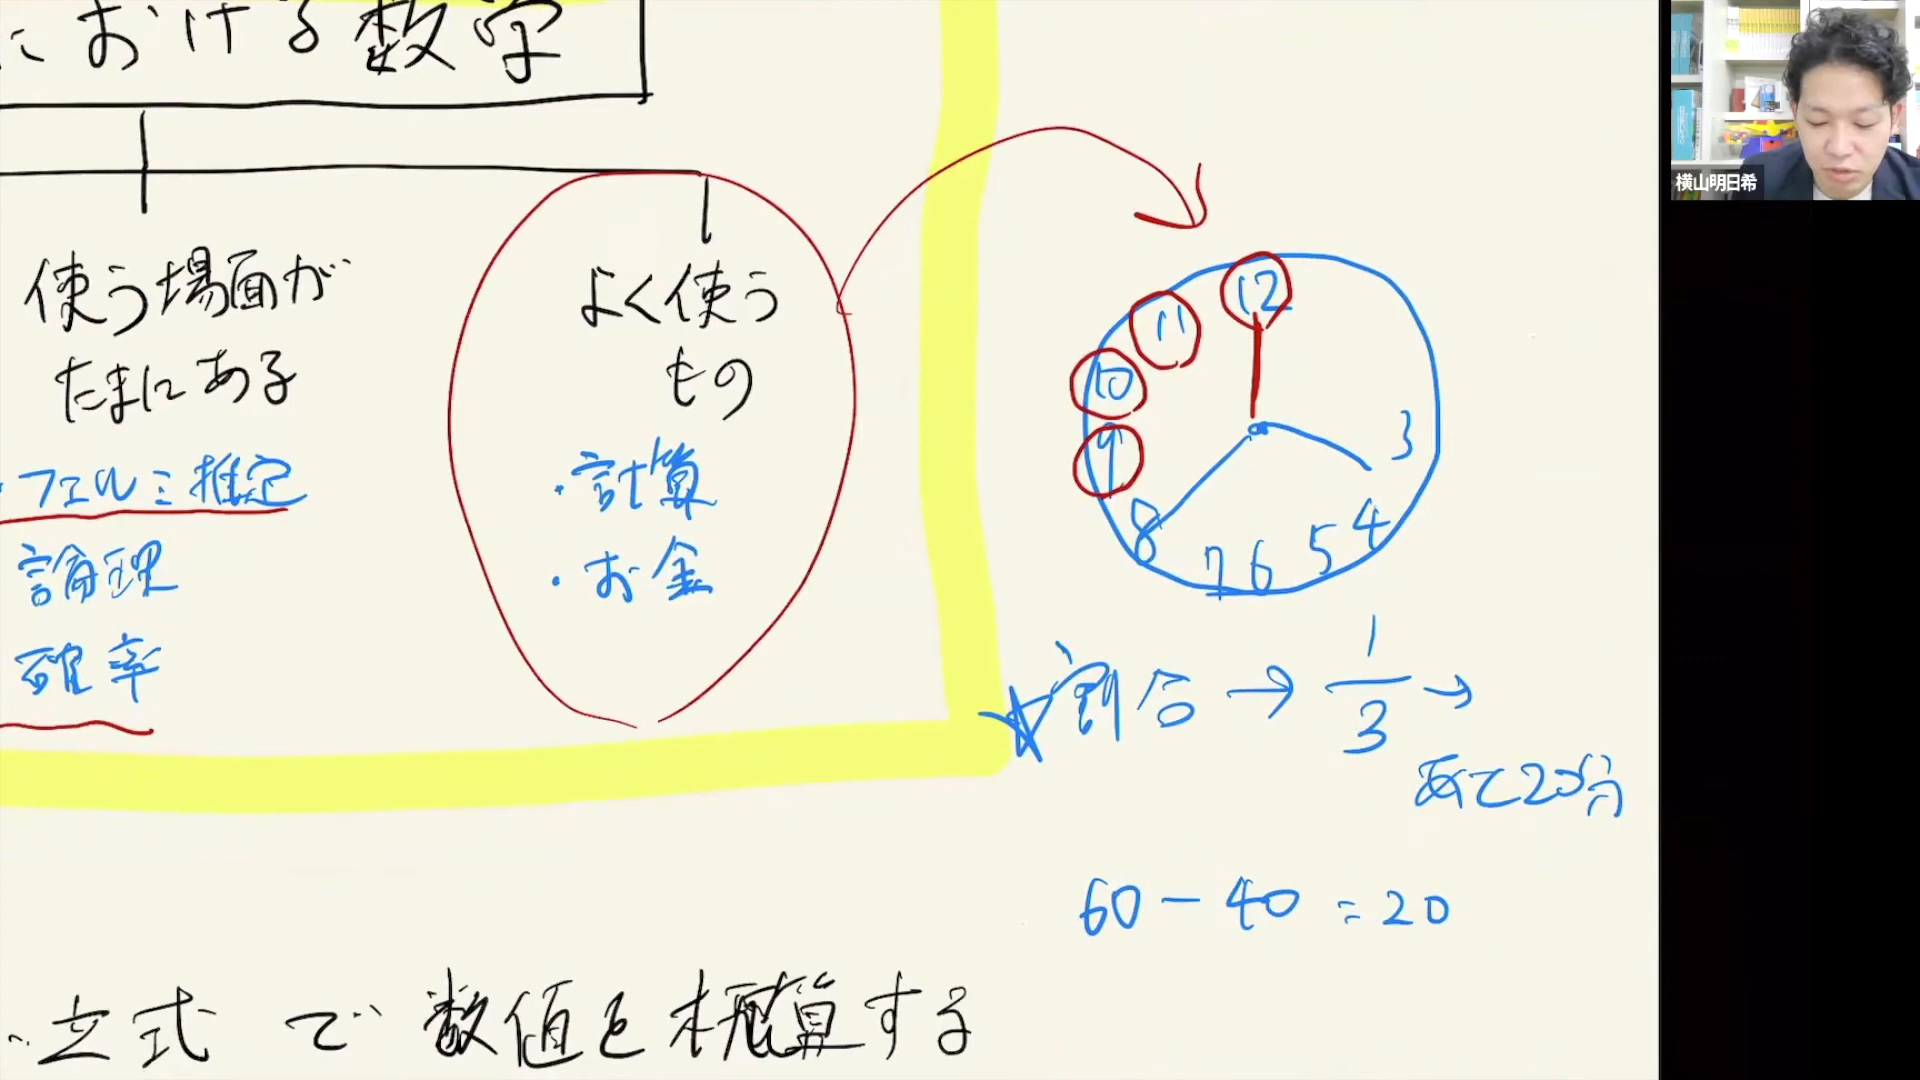 における数学
使う場面が
たまにある
・フェルミ推定
論理
確率
よく使う
もの
・計算
・お金
12
11
10
9
8
7
6
5
4
3
割合→1/3→
あと20分
60-40=20
・立式で数値を概算する
横山明日希